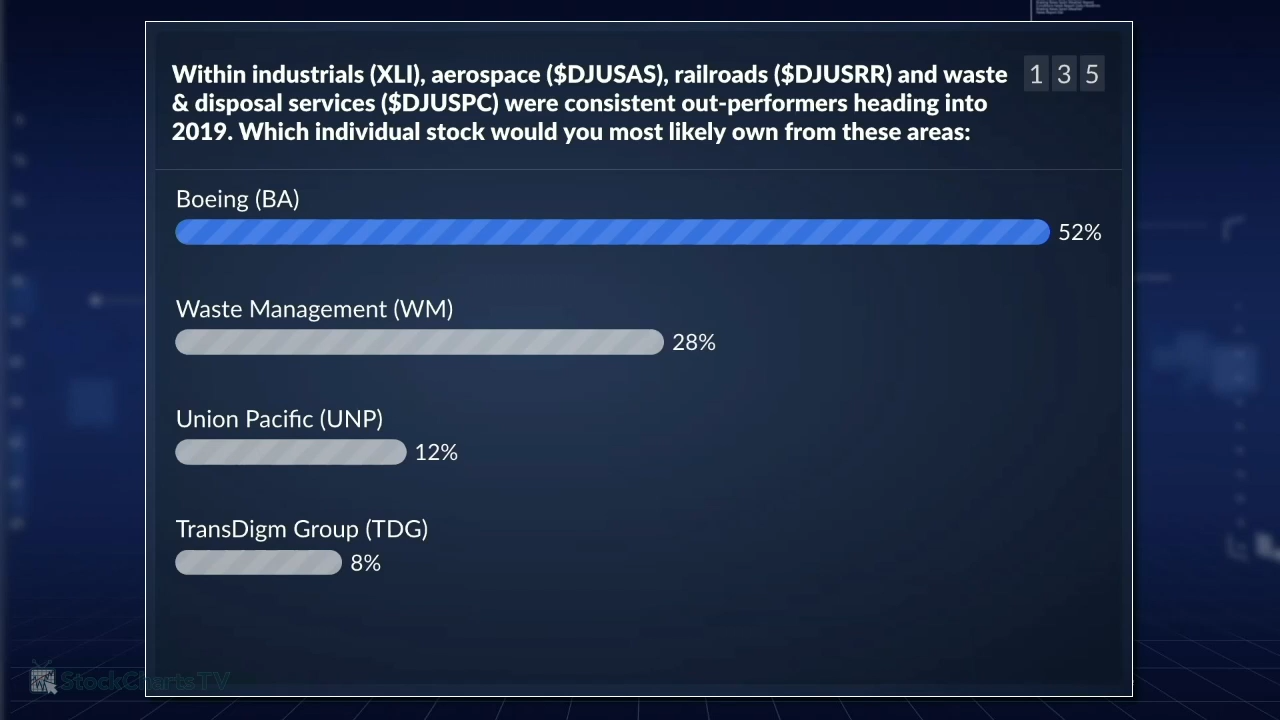 Within industrials (XLI), aerospace ($DJUSAS), railroads ($DJUSRR) and waste
& disposal services ($DJUSPC) were consistent out-performers heading into
2019. Which individual stock would you most likely own from these areas:
1 3 5
Boeing (BA)
52%
Waste Management (WM)
28%
Union Pacific (UNP)
12%
TransDigm Group (TDG)
8%
StockChartsTV